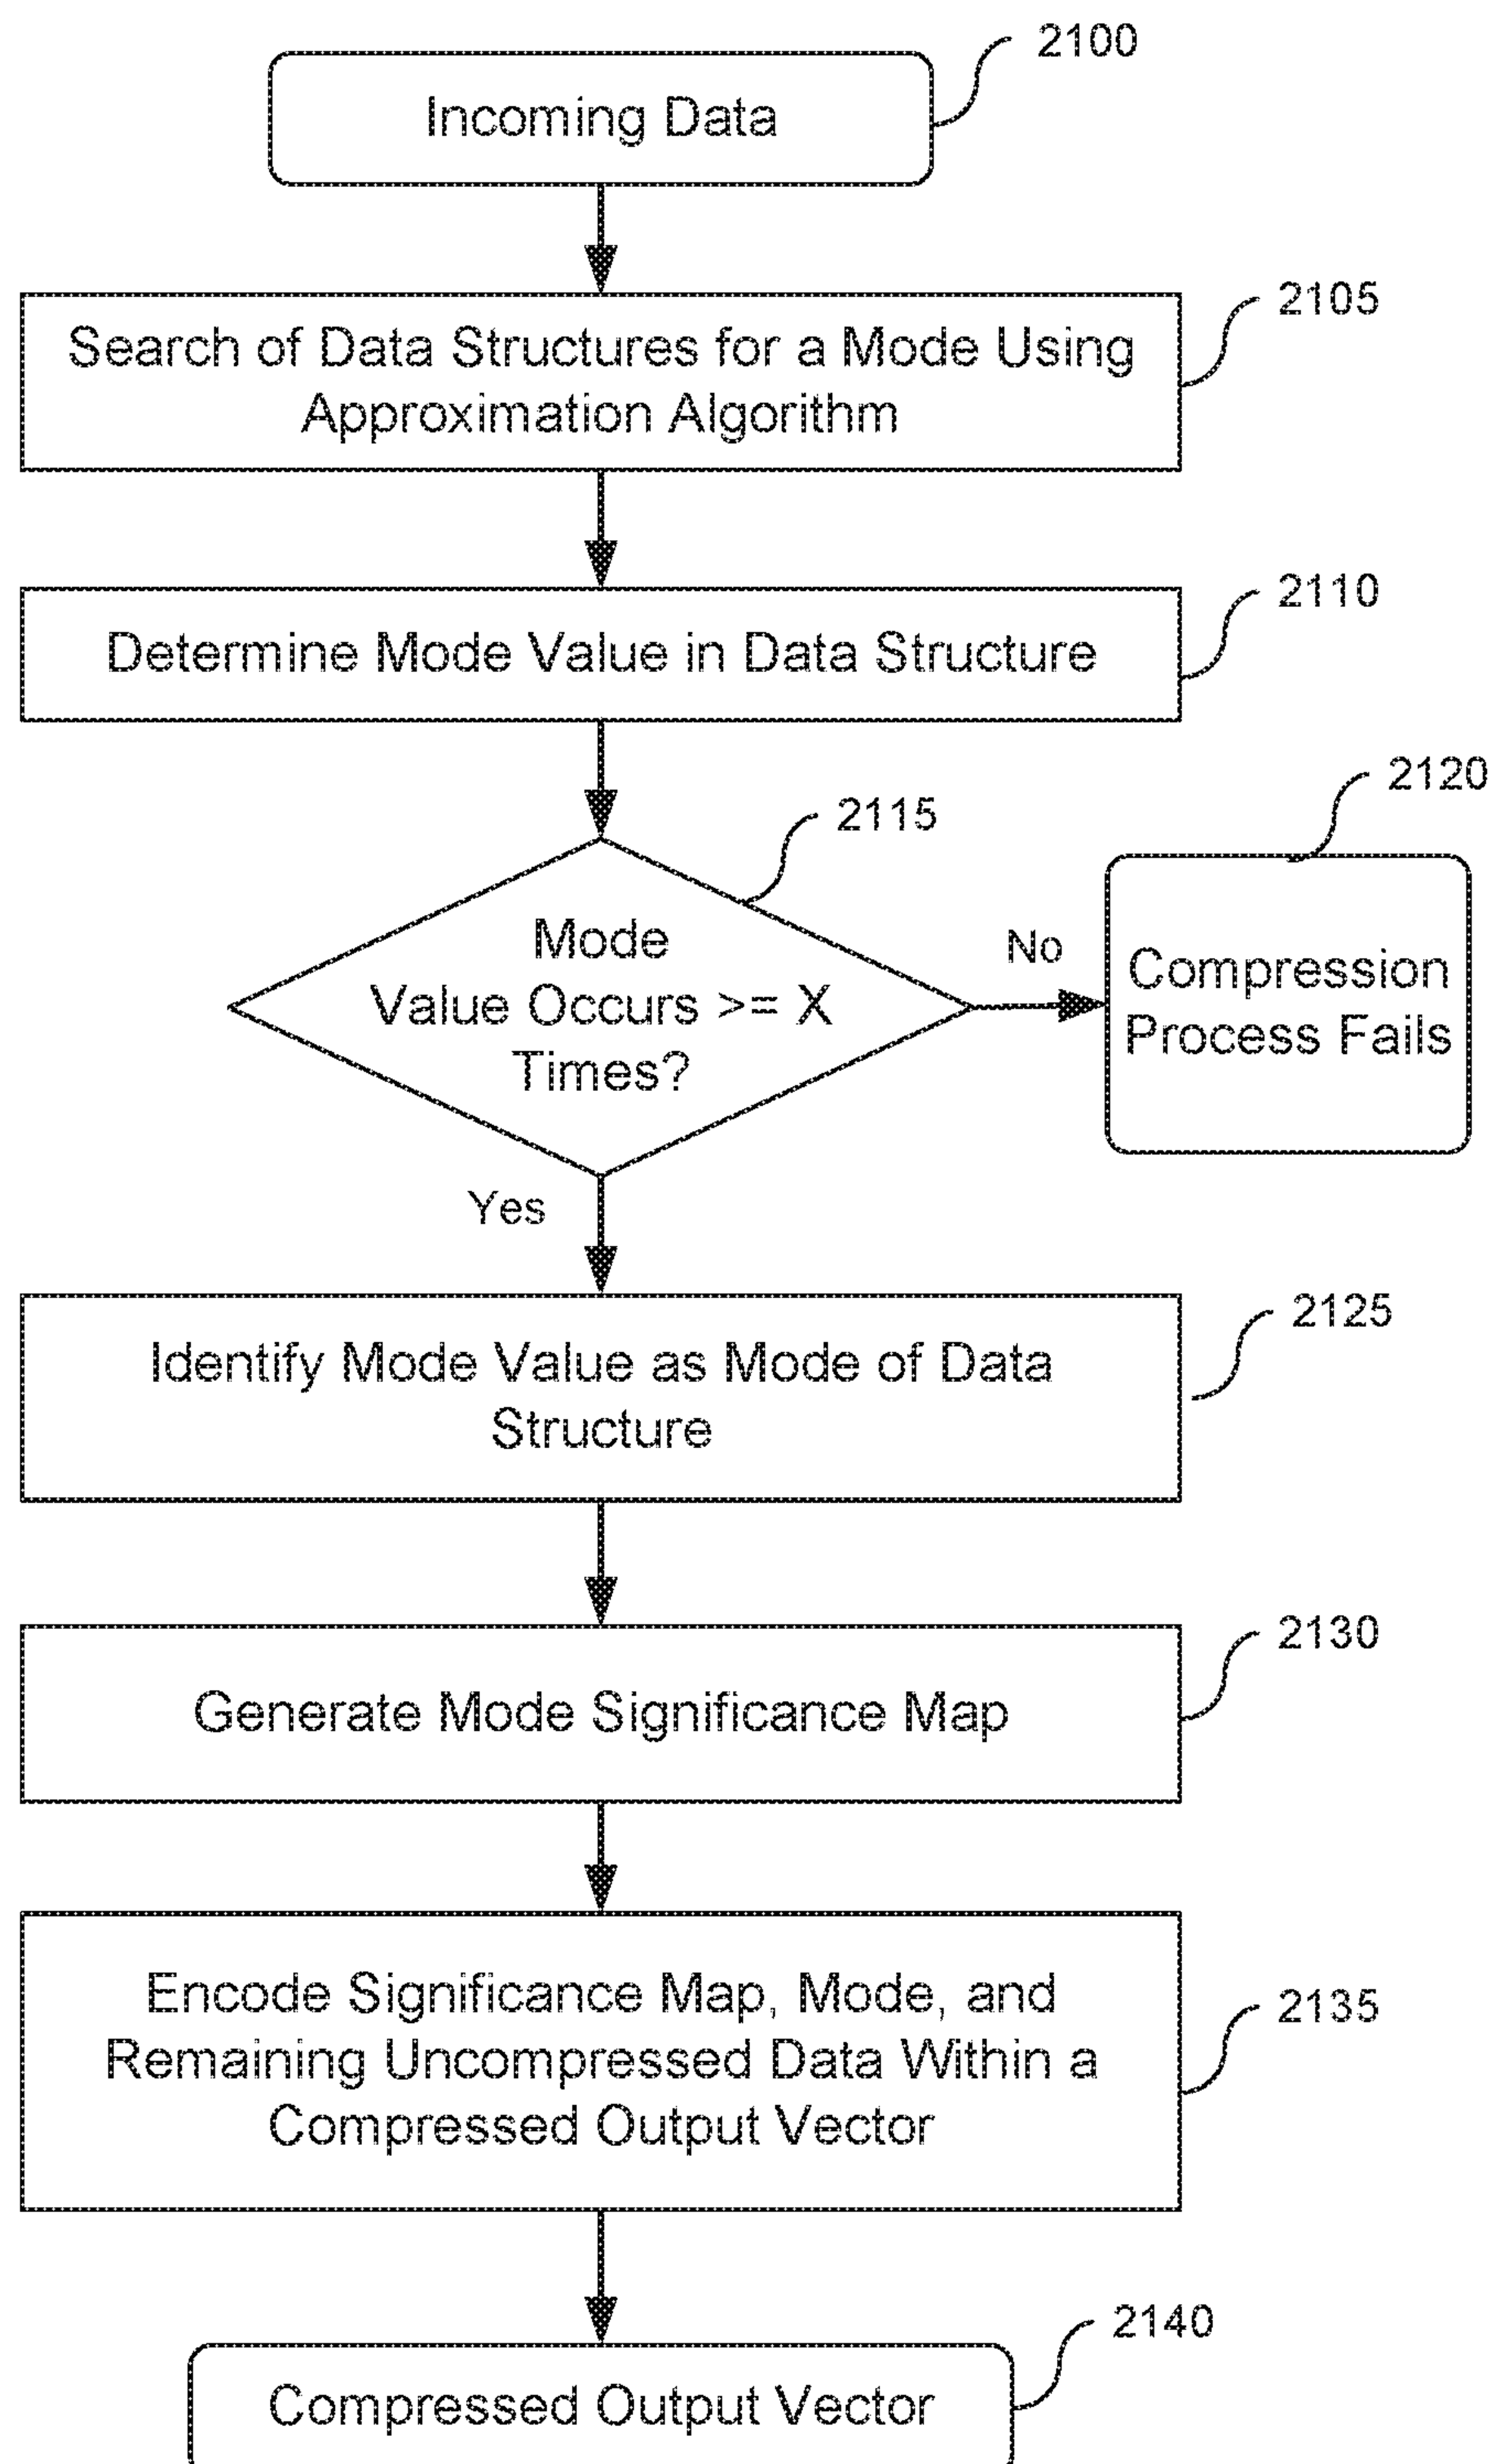 2100
Incoming Data
2105
Search of Data Structures for a Mode Using
Approximation Algorithm
2110
Determine Mode Value in Data Structure
2115
2120
Mode
Value Occurs >= X
Times?
No
Compression
Process Fails
Yes
2125
Identify Mode Value as Mode of Data
Structure
2130
Generate Mode Significance Map
2135
Encode Significance Map, Mode, and
Remaining Uncompressed Data Within a
Compressed Output Vector
2140
Compressed Output Vector